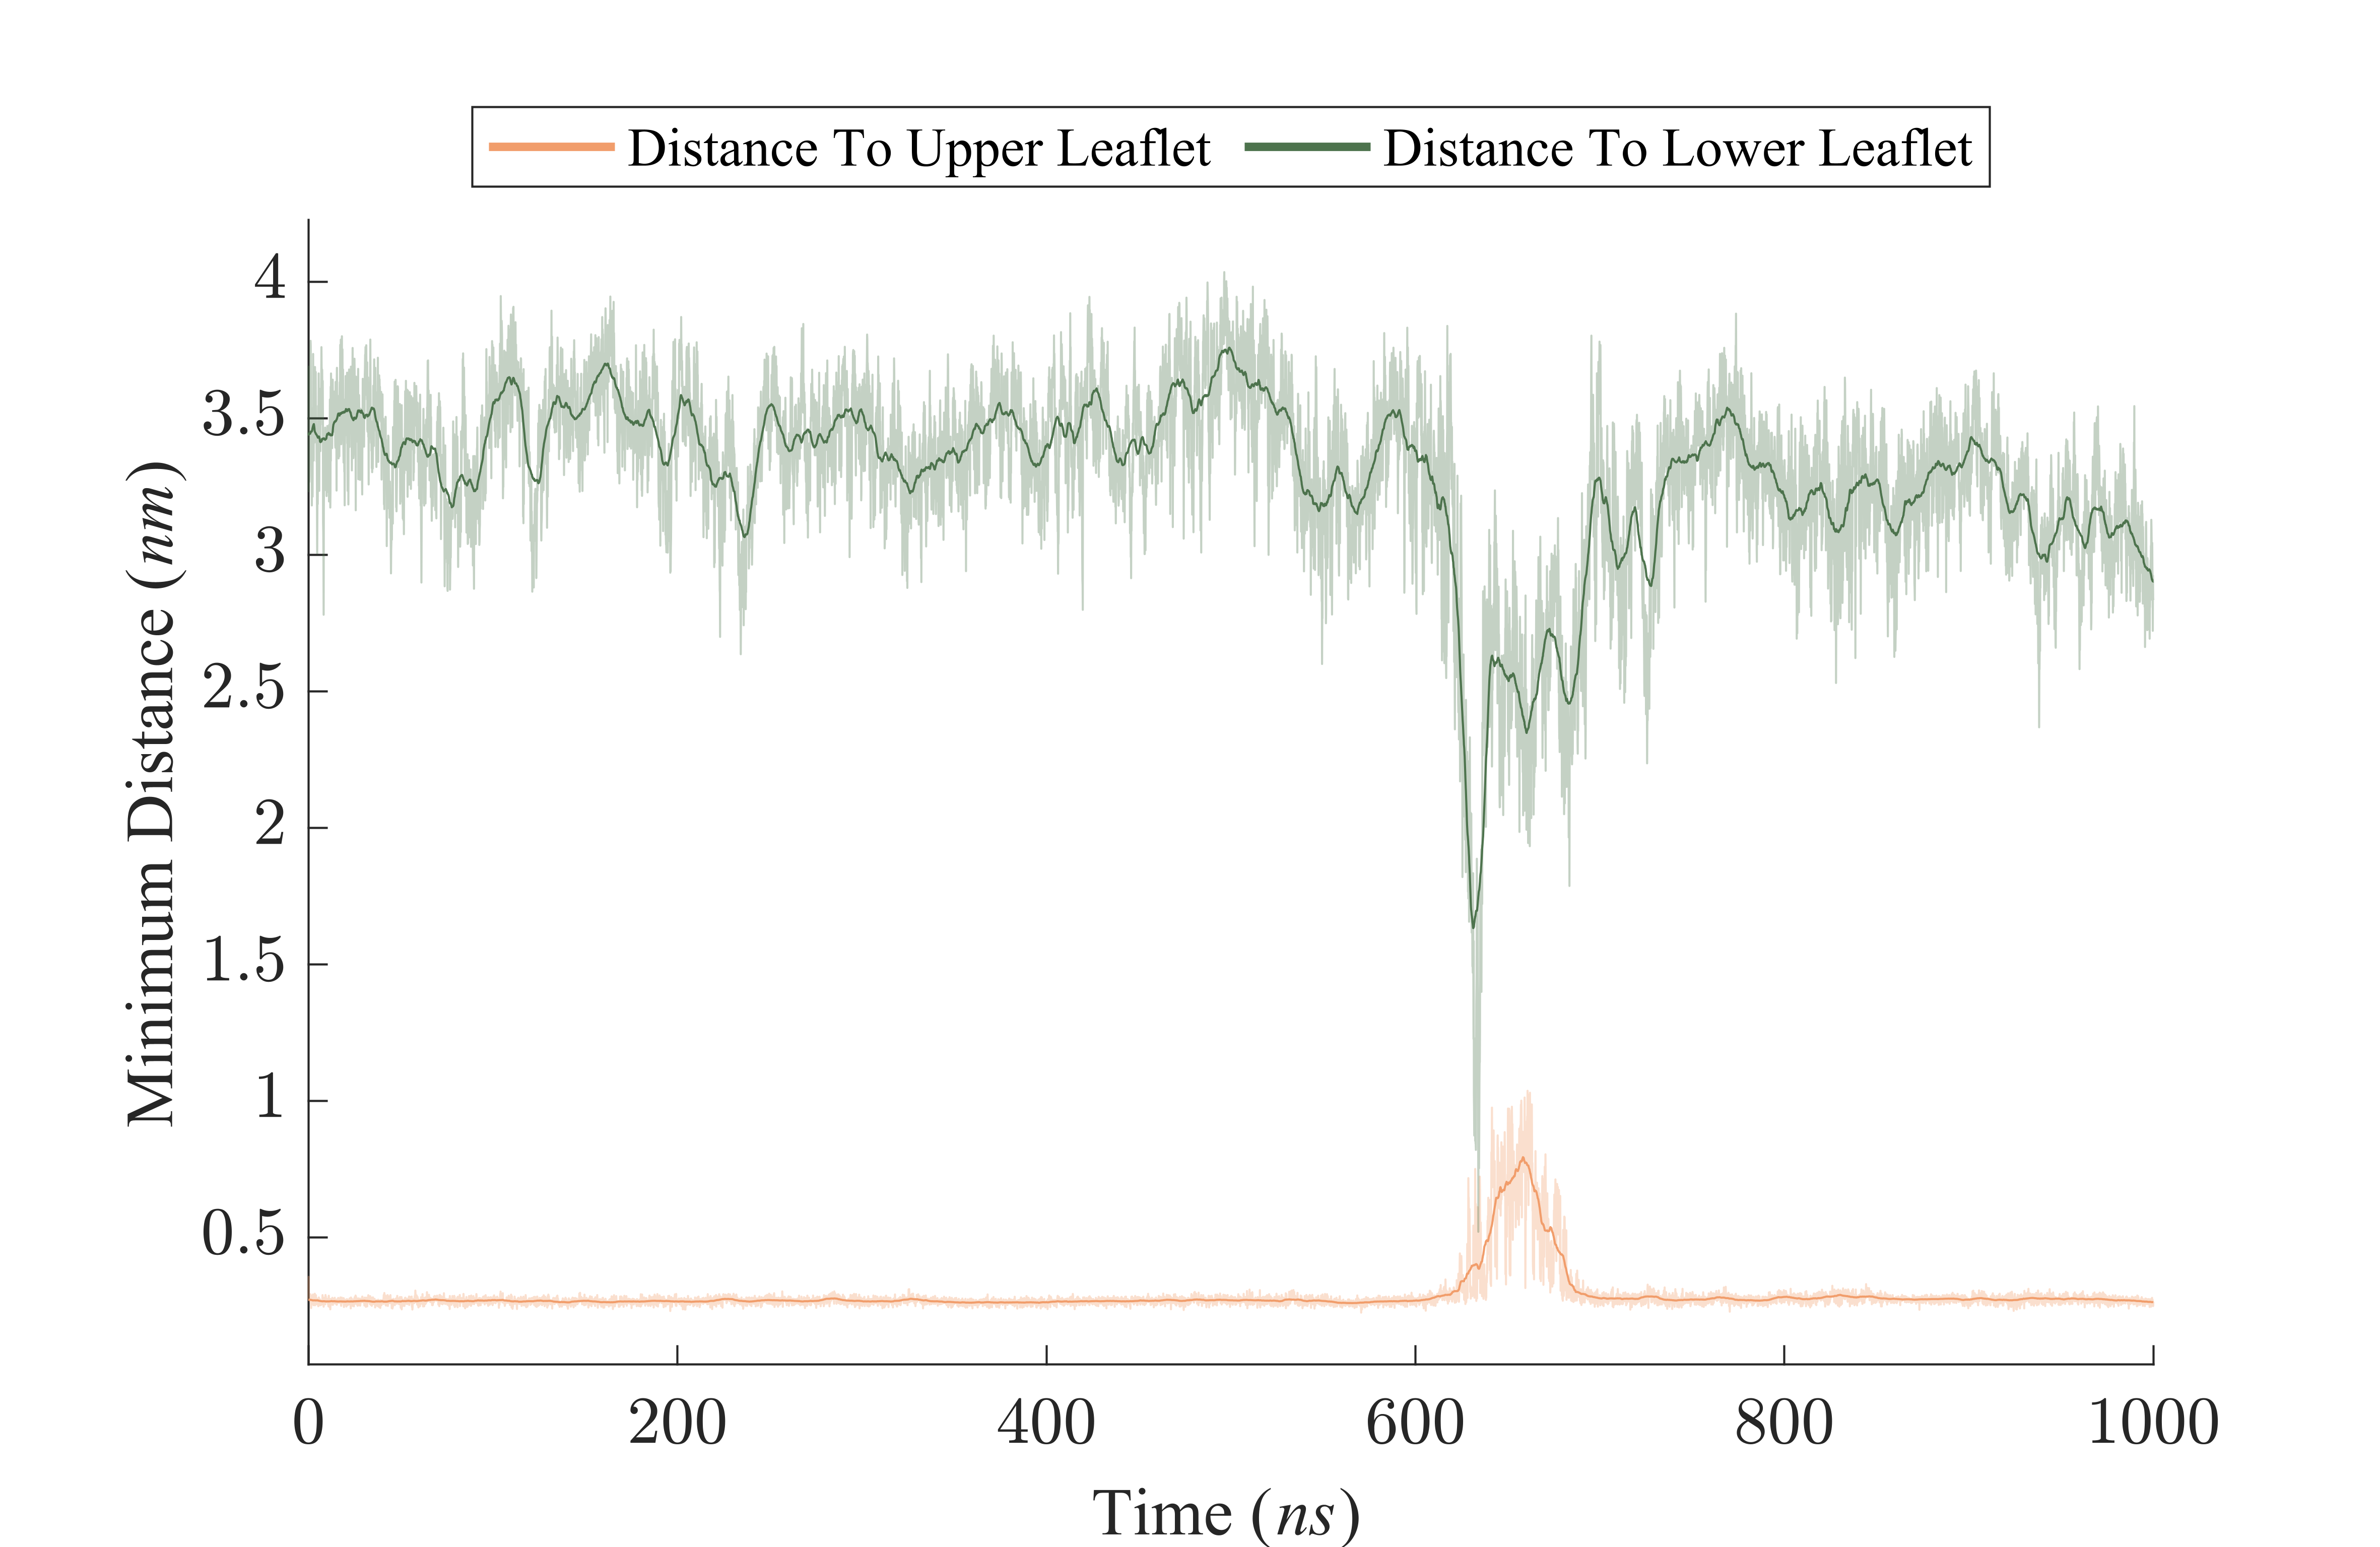 Distance To Upper Leaflet Distance To Lower Leaflet
4
3.5
3
2.5
2
1.5
1
0.5
Minimum Distance (nm)
0 200 400 600 800 1000
Time (ns)